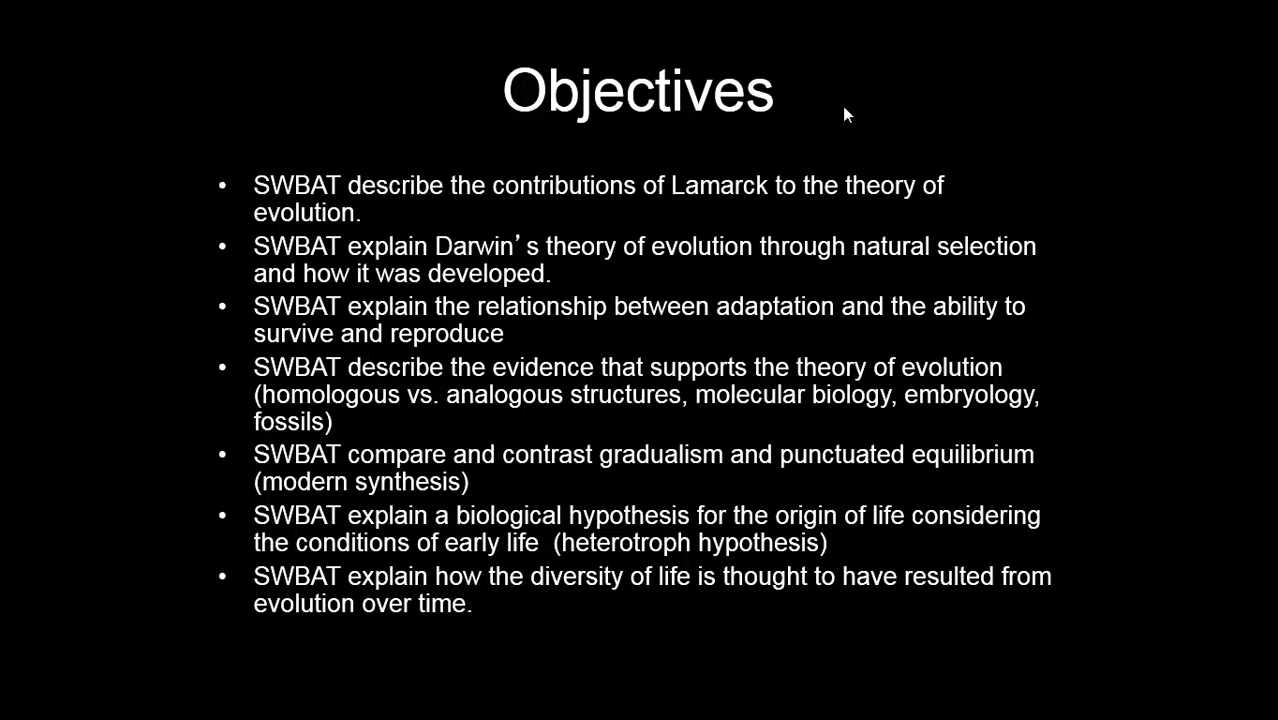 Objectives
• SWBAT describe the contributions of Lamarck to the theory of
evolution.
• SWBAT explain Darwin’s theory of evolution through natural selection
and how it was developed.
• SWBAT explain the relationship between adaptation and the ability to
survive and reproduce
• SWBAT describe the evidence that supports the theory of evolution
(homologous vs. analogous structures, molecular biology, embryology,
fossils)
• SWBAT compare and contrast gradualism and punctuated equilibrium
(modern synthesis)
• SWBAT explain a biological hypothesis for the origin of life considering
the conditions of early life (heterotroph hypothesis)
• SWBAT explain how the diversity of life is thought to have resulted from
evolution over time.